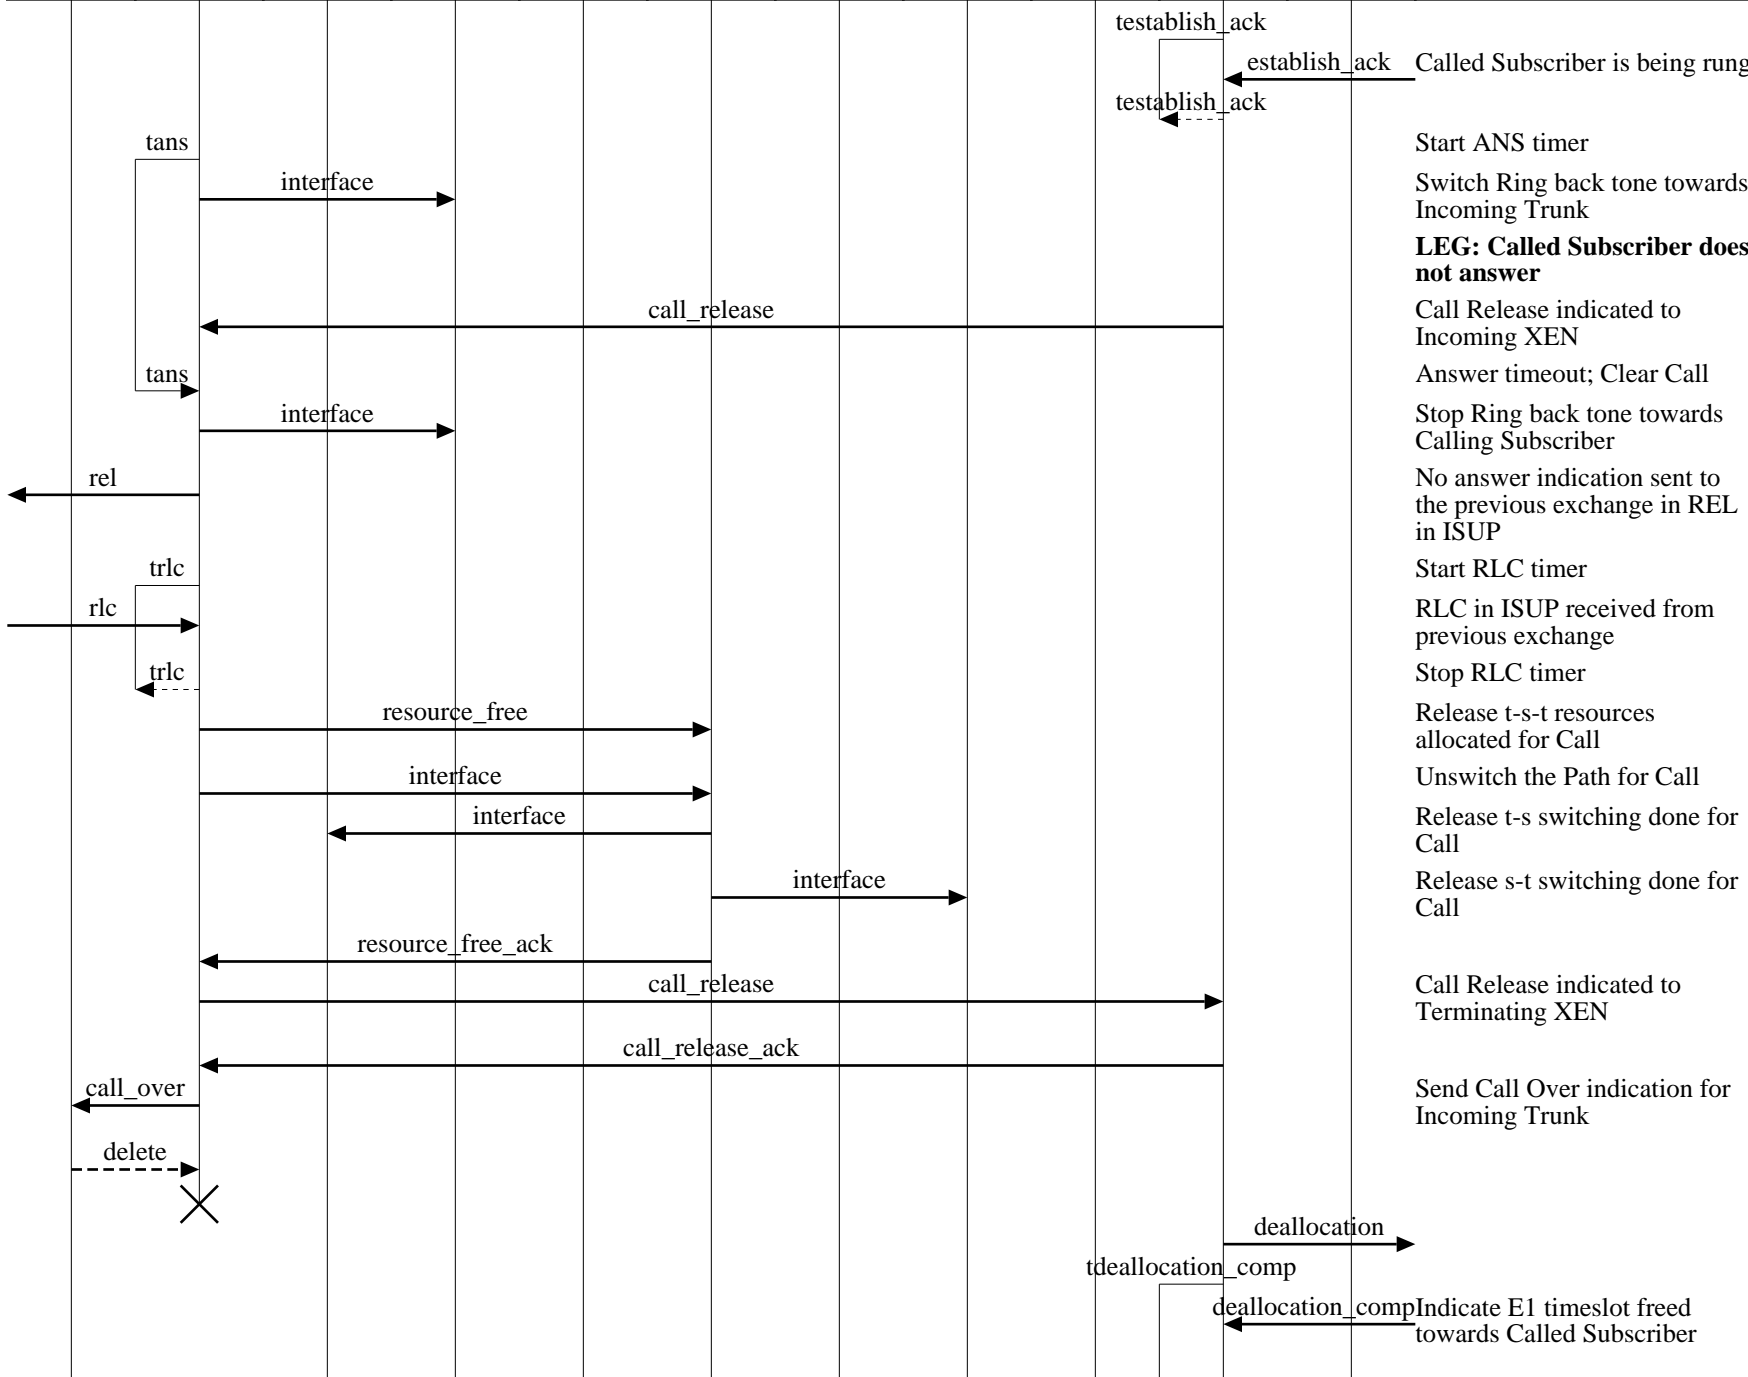 testablish_ack
establish_ack Called Subscriber is being rung
testablish_ack
tans Start ANS timer
interface Switch Ring back tone towards
Incoming Trunk
LEG: Called Subscriber does
not answer
call_release Call Release indicated to
Incoming XEN
tans Answer timeout; Clear Call
interface Stop Ring back tone towards
Calling Subscriber
rel No answer indication sent to
the previous exchange in REL
in ISUP
trlc Start RLC timer
rlc RLC in ISUP received from
previous exchange
trlc Stop RLC timer
resource_free Release t-s-t resources
allocated for Call
interface Unswitch the Path for Call
interface Release t-s switching done for
Call
interface Release s-t switching done for
Call
resource_free_ack
call_release Call Release indicated to
Terminating XEN
call_release_ack
call_over Send Call Over indication for
Incoming Trunk
delete
deallocation
tdeallocation_comp
deallocation_comp Indicate E1 timeslot freed
towards Called Subscriber